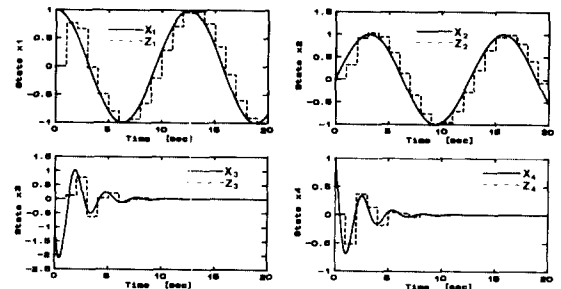 State x1
1
0.5
0
-0.5
-1
X1
Z1
0 5 10 15 20
Time [sec]
State x2
1.5
1
0.5
0
-0.5
-1
X2
Z2
0 5 10 15 20
Time [sec]
State x3
1.5
1
0.5
0
-0.5
-1
-1.5
-2
-2.5
X3
Z3
0 5 10 15 20
Time [sec]
State x4
1
0.5
0
-0.5
-1
X4
Z4
0 5 10 15 20
Time [sec]